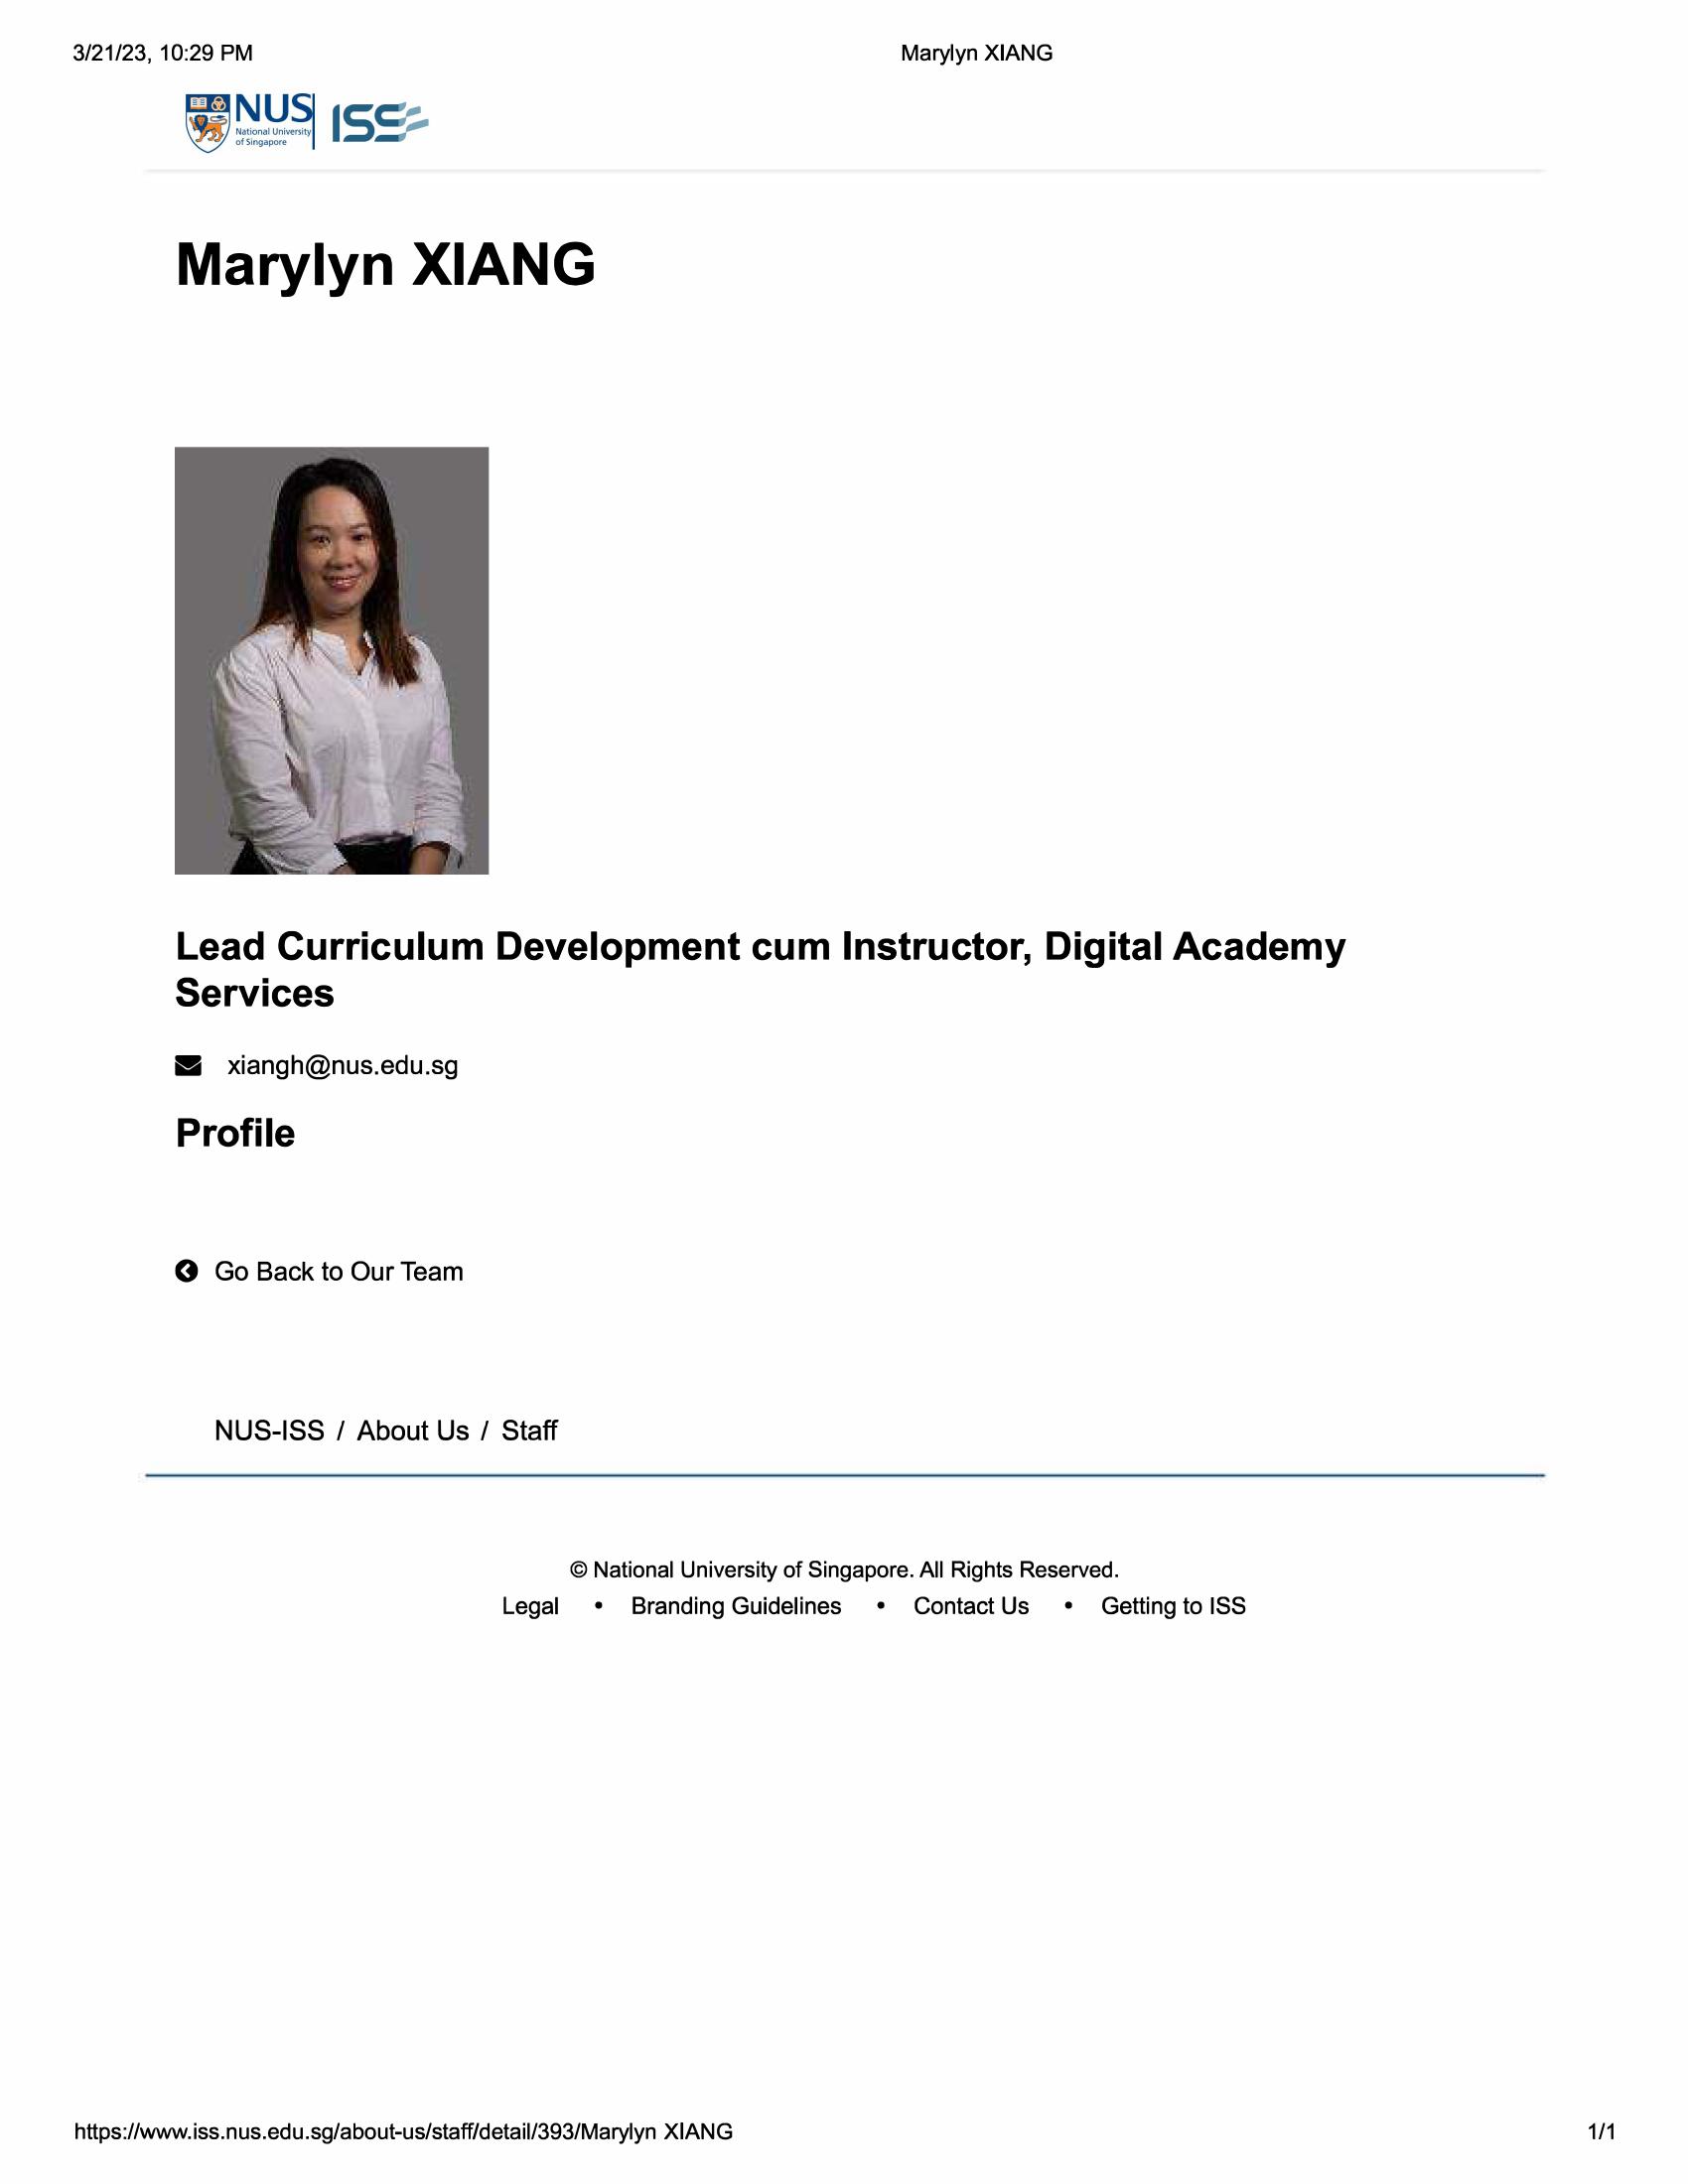 3/21/23, 10:29 PM Marylyn XIANG
NUS
National University
of Singapore
ISS
Marylyn XIANG
Lead Curriculum Development cum Instructor, Digital Academy
Services
xiangh@nus.edu.sg
Profile
Go Back to Our Team
NUS-ISS / About Us / Staff
© National University of Singapore. All Rights Reserved.
Legal • Branding Guidelines • Contact Us • Getting to ISS
https://www.iss.nus.edu.sg/about-us/staff/detail/393/Marylyn XIANG 1/1